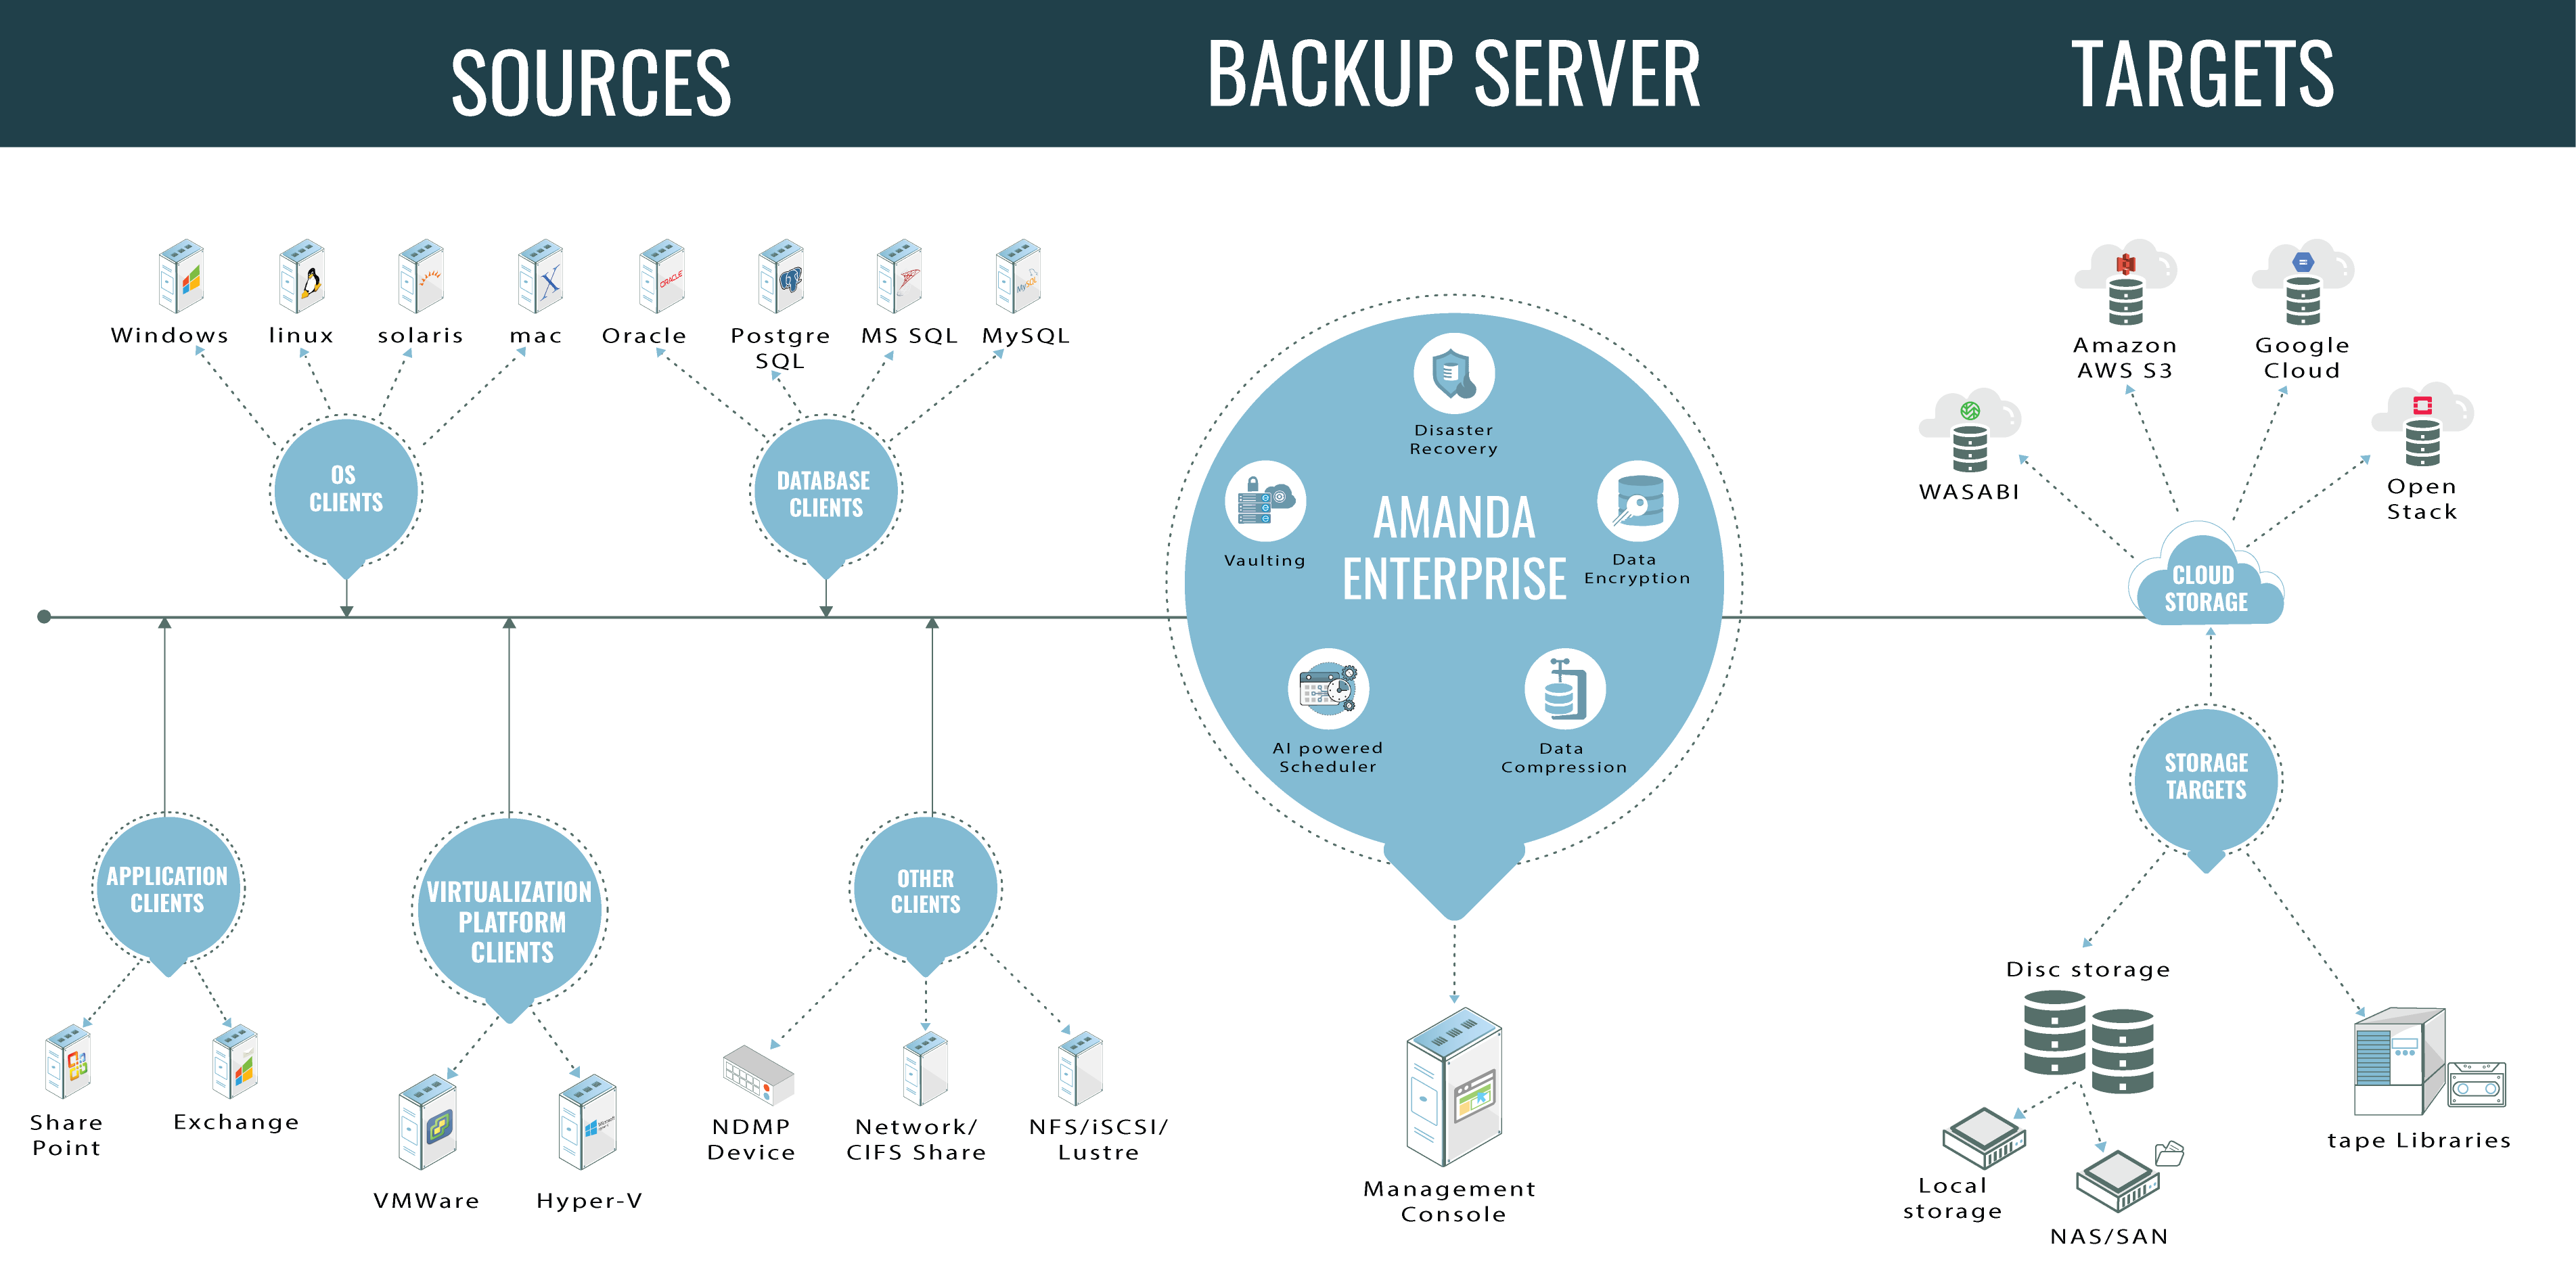 SOURCES
BACKUP SERVER
TARGETS
Windows
linux
solaris
mac
Oracle
Postgre
SQL
MS SQL
MySQL
ORACLE
MySQL
OS
CLIENTS
DATABASE
CLIENTS
APPLICATION
CLIENTS
VIRTUALIZATION
PLATFORM
CLIENTS
OTHER
CLIENTS
Share
Point
Exchange
VMWare
Hyper-V
NDMP
Device
Network/
CIFS Share
NFS/iSCSI/
Lustre
Disaster
Recovery
Vaulting
AMANDA
ENTERPRISE
Data
Encryption
AI powered
Scheduler
Data
Compression
Management
Console
Amazon
AWS S3
Google
Cloud
WASABI
Open
Stack
CLOUD
STORAGE
STORAGE
TARGETS
Disc storage
Local
storage
NAS/SAN
tape Libraries